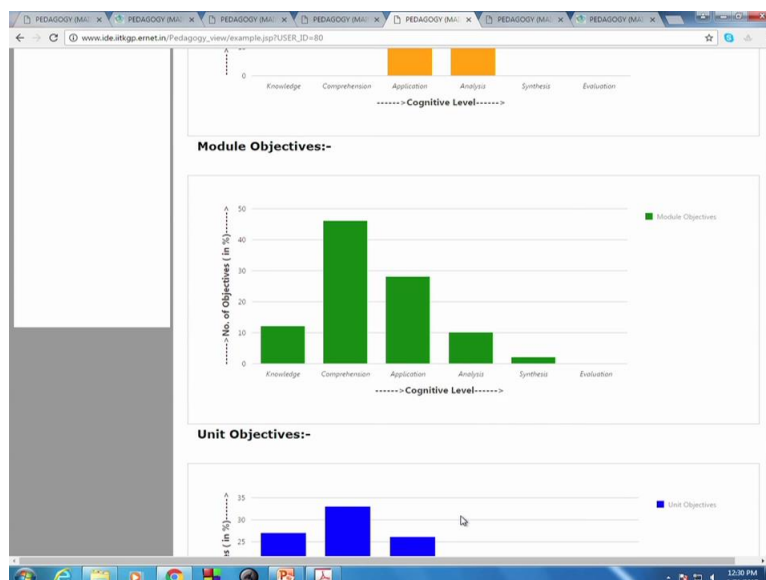 PEDAGOGY (MA: PEDAGOGY (MA: PEDAGOGY (MA: PEDAGOGY (MA: PEDAGOGY (MA: PEDAGOGY (MA: PEDAGOGY (MA:
www.ide.iitkgp.ernet.in/Pedagogy_view/example.jsp?USER_ID=80
0
Knowledge Comprehension Application Analysis Synthesis Evaluation
------>Cognitive Level------>
Module Objectives:-
------>No. of Objectives ( in %)------>
50
40
30
20
10
0
Module Objectives
Knowledge Comprehension Application Analysis Synthesis Evaluation
------>Cognitive Level------>
Unit Objectives:-
35
30
25
Unit Objectives
12:30 PM